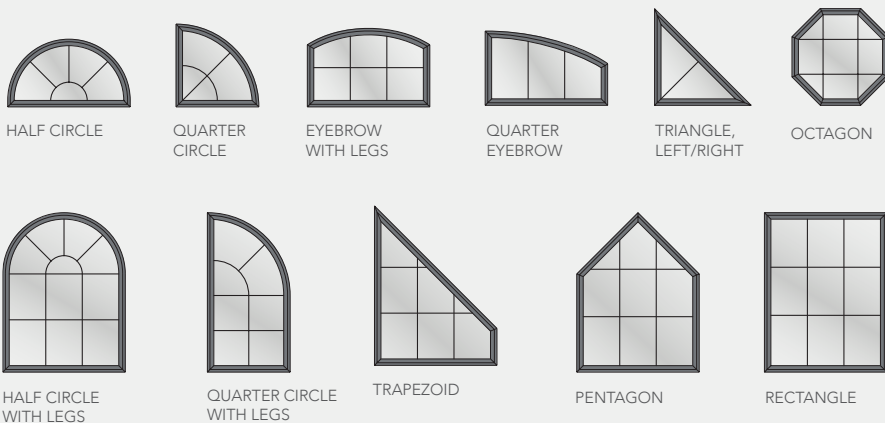 HALF CIRCLE
QUARTER
CIRCLE
EYEBROW
WITH LEGS
QUARTER
EYEBROW
TRIANGLE,
LEFT/RIGHT
OCTAGON
HALF CIRCLE
WITH LEGS
QUARTER CIRCLE
WITH LEGS
TRAPEZOID
PENTAGON
RECTANGLE